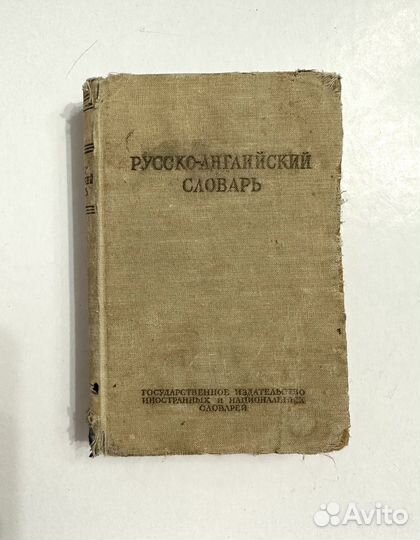 РУССКО-АНГЛИЙСКИЙ
СЛОВАРЬ
ГОСУДАРСТВЕННОЕ ИЗДАТЕЛЬСТВО
ИНОСТРАННЫХ И НАЦИОНАЛЬНЫХ
СЛОВАРЕЙ
Avito